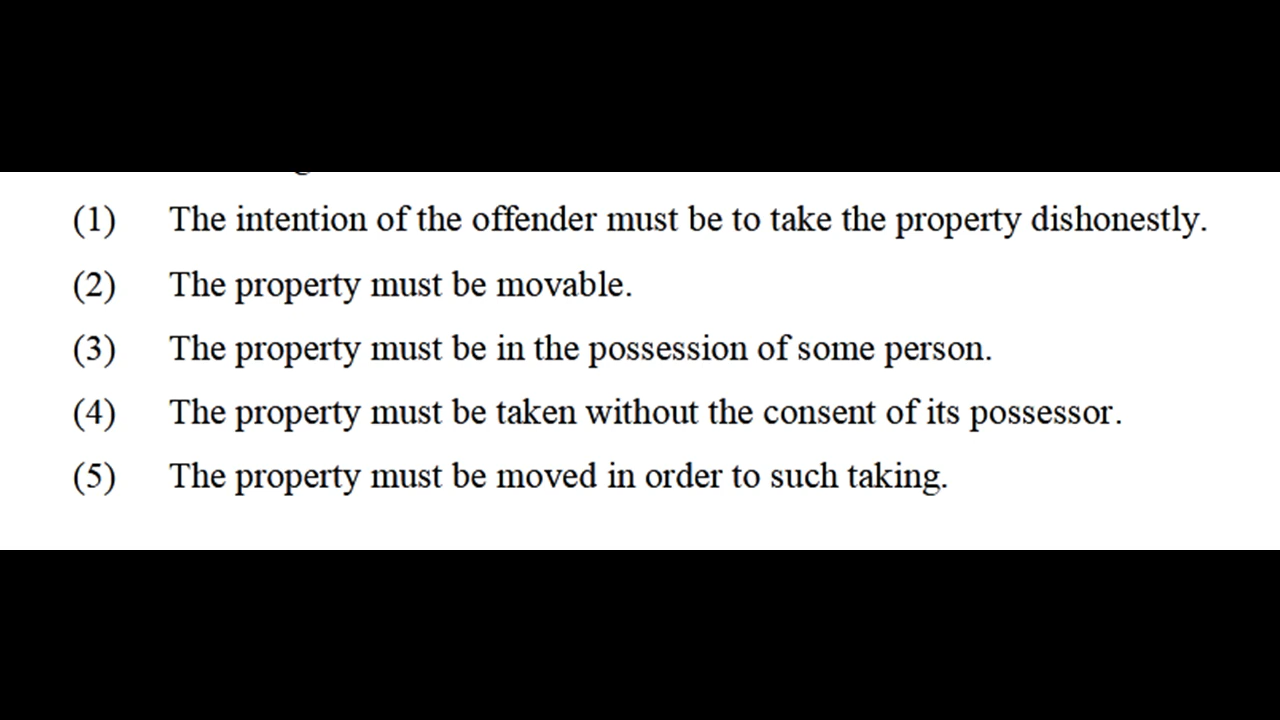 (1) The intention of the offender must be to take the property dishonestly.
(2) The property must be movable.
(3) The property must be in the possession of some person.
(4) The property must be taken without the consent of its possessor.
(5) The property must be moved in order to such taking.